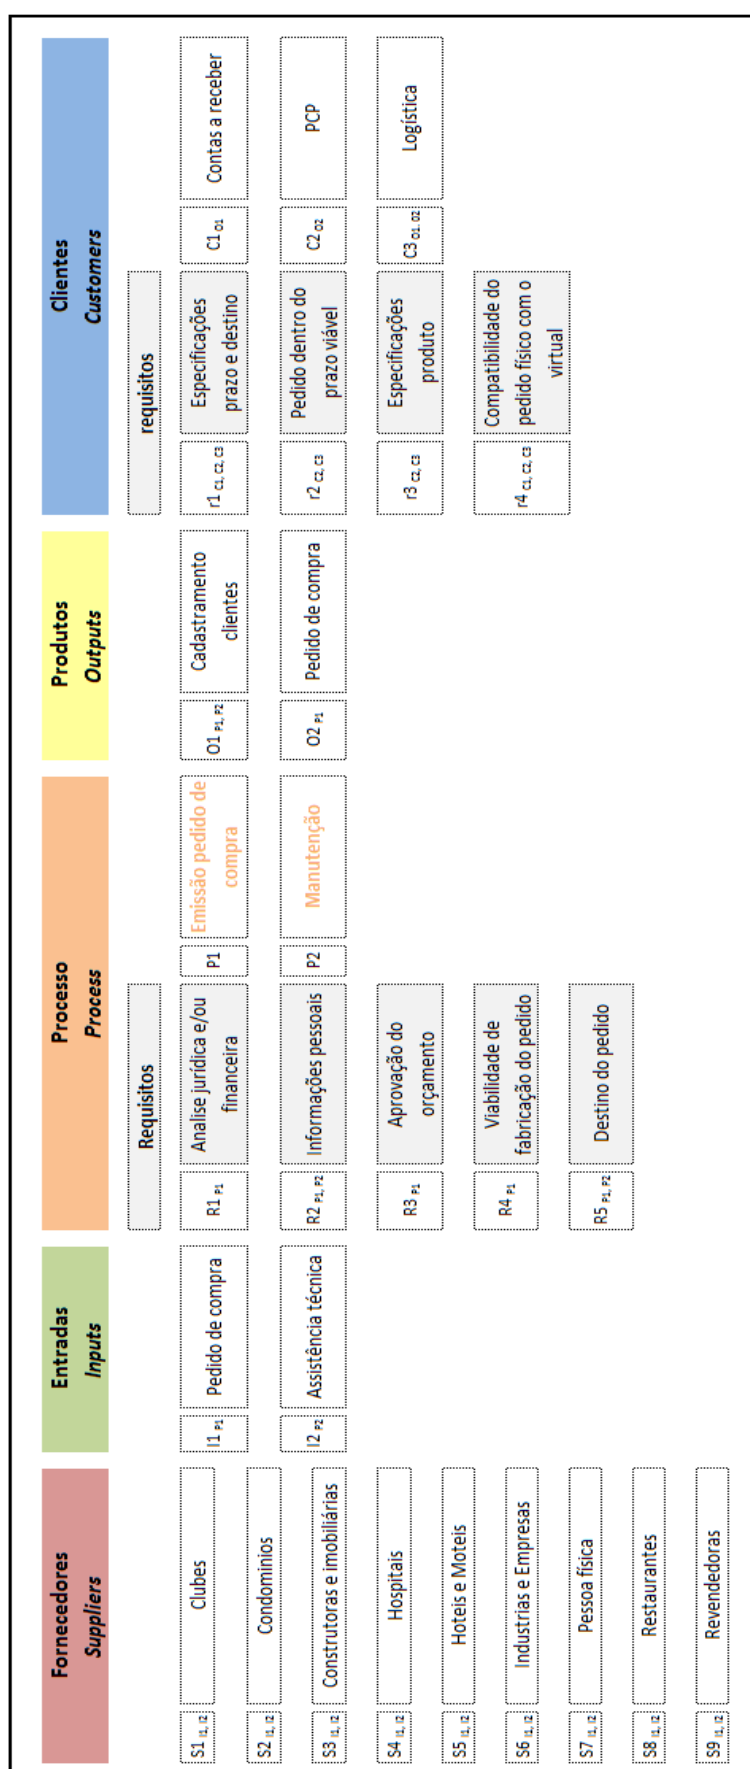 Fornecedores
Suppliers
S1 I1, I2
Clubes
S2 I1, I2
Condominios
S3 I1, I2
Construtoras e imobiliárias
S4 I1, I2
Hospitais
S5 I1, I2
Hoteis e Moteis
S6 I1, I2
Industrias e Empresas
S7 I1, I2
Pessoa física
S8 I1, I2
Restaurantes
S9 I1, I2
Revendedoras
Entradas
Inputs
I1 P1
Pedido de compra
I2 P2
Assistência técnica
Processo
Process
Requisitos
R1 P1
Analise jurídica e/ou
financeira
R2 P1, P2
Informações pessoais
R3 P1
Aprovação do
orçamento
R4 P1
Viabilidade de
fabricação do pedido
R5 P1, P2
Destino do pedido
P1
Emissão pedido de
compra
P2
Manutenção
Produtos
Outputs
O1 P1, P2
Cadastramento
clientes
O2 P1
Pedido de compra
Clientes
Customers
requisitos
r1 C1, C2, C3
Especificações
prazo e destino
r2 C2, C3
Pedido dentro do
prazo viável
r3 C2, C3
Especificações
produto
r4 C1, C2, C3
Compatibilidade do
pedido físico com o
virtual
C1 O1
Contas a receber
C2 O2
PCP
C3 O1, O2
Logística